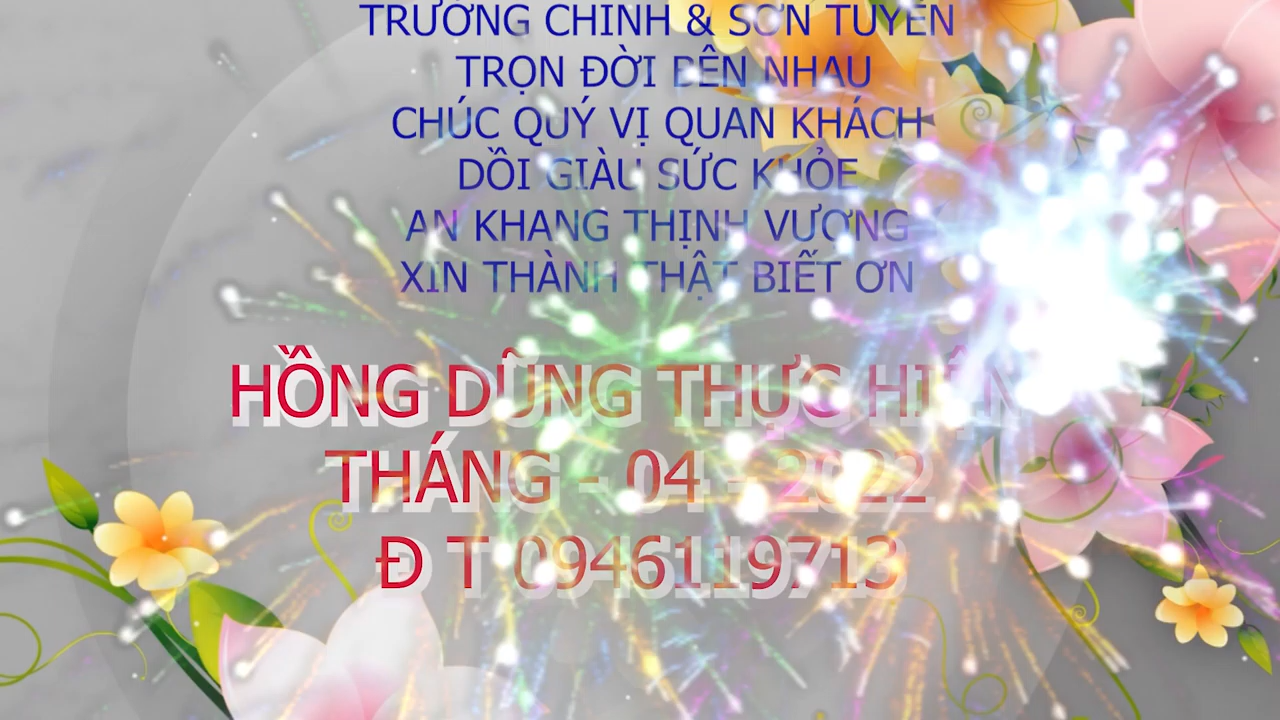 TRƯỜNG CHINH & SƠN TUYỀN
TRỌN ĐỜI BÊN NHAU
CHÚC QUÝ VỊ QUAN KHÁCH
DỒI GIÀU SỨC KHỎE
AN KHANG THỊNH VƯỢNG
XIN THÀNH THẬT BIẾT ƠN
HỒNG DŨNG THỰC HIỆN
THÁNG - 04 - 2022
Đ T 0946119713